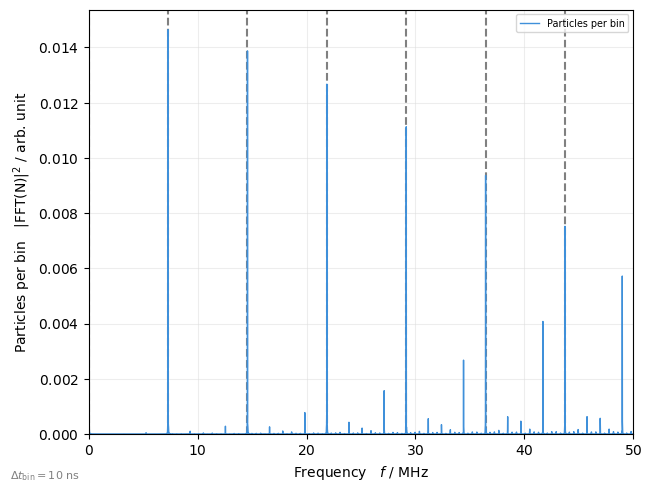 Particles per bin
0.014
0.012
0.010
0.008
0.006
0.004
0.002
0.000
Particles per bin |FFT(N)|² / arb. unit
0 10 20 30 40 50
Frequency f / MHz
Δt_bin = 10 ns